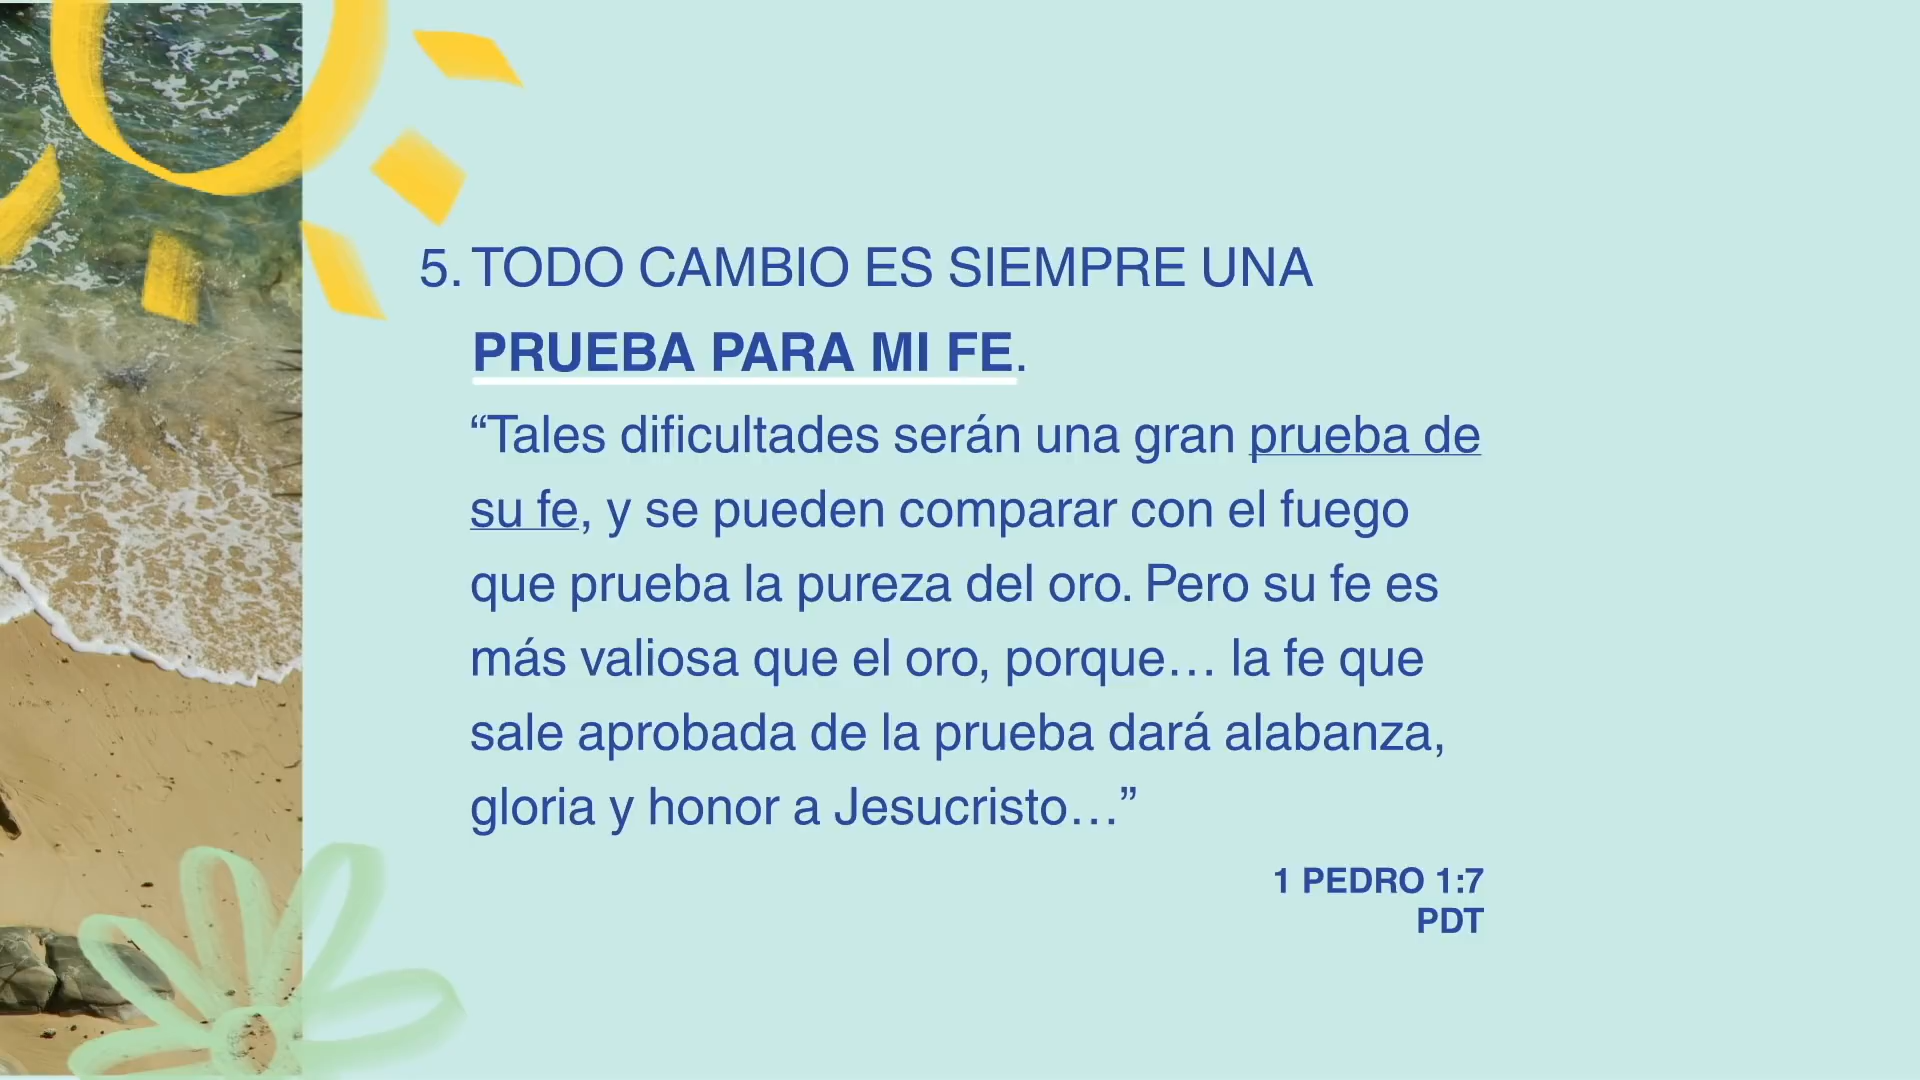 5. TODO CAMBIO ES SIEMPRE UNA
PRUEBA PARA MI FE.
“Tales dificultades serán una gran prueba de
su fe, y se pueden comparar con el fuego
que prueba la pureza del oro. Pero su fe es
más valiosa que el oro, porque… la fe que
sale aprobada de la prueba dará alabanza,
gloria y honor a Jesucristo…”
1 PEDRO 1:7
PDT